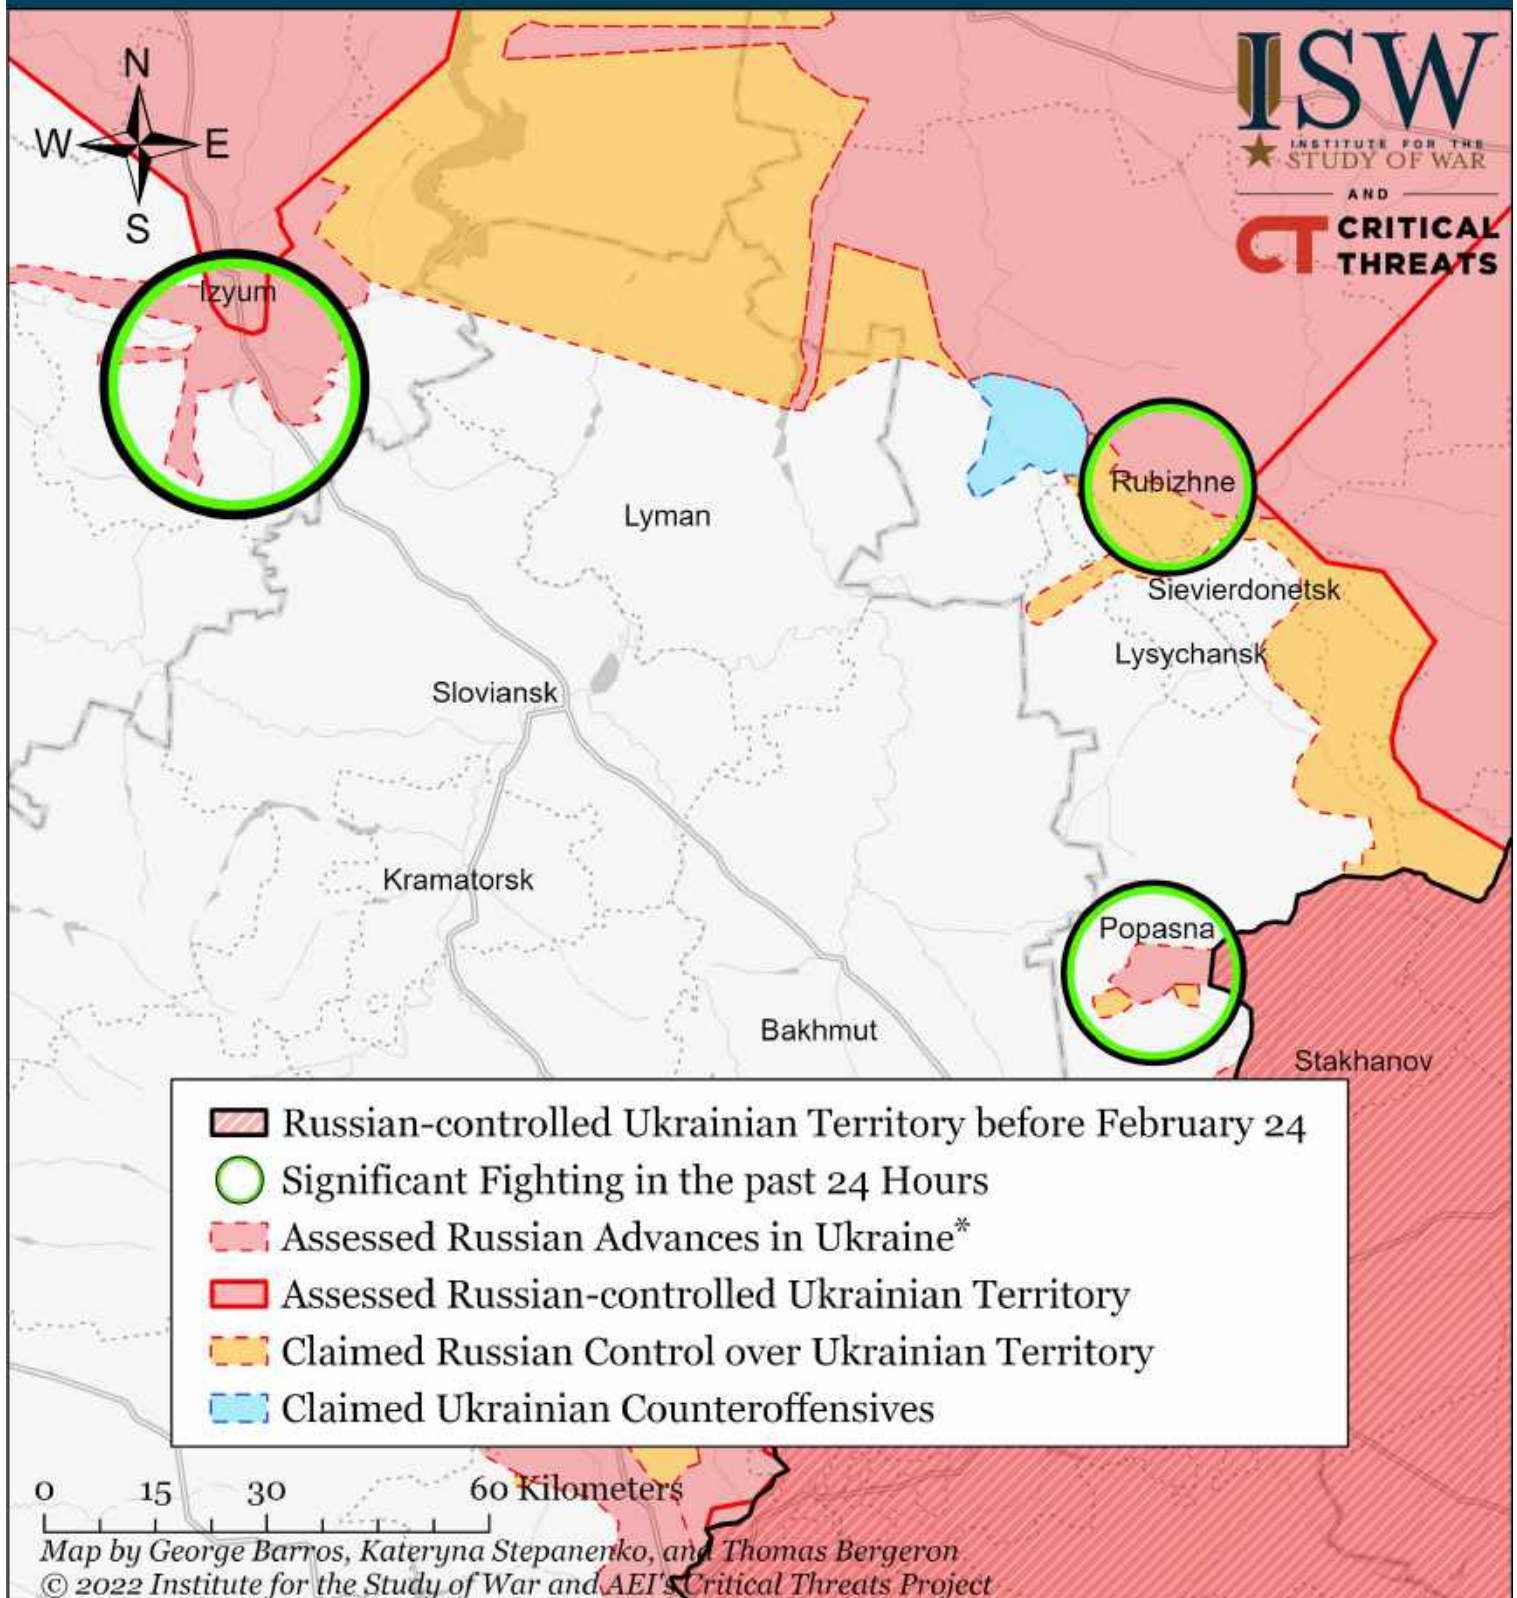 N
W E
S
ISW
INSTITUTE FOR THE
STUDY OF WAR
AND
CT CRITICAL
THREATS
Izyum
Rubizhne
Lyman
Sievierdonetsk
Lysychansk
Sloviansk
Kramatorsk
Popasna
Bakhmut
Stakhanov
Russian-controlled Ukrainian Territory before February 24
Significant Fighting in the past 24 Hours
Assessed Russian Advances in Ukraine*
Assessed Russian-controlled Ukrainian Territory
Claimed Russian Control over Ukrainian Territory
Claimed Ukrainian Counteroffensives
0 15 30 60 Kilometers
Map by George Barros, Kateryna Stepanenko, and Thomas Bergeron
© 2022 Institute for the Study of War and AEI's Critical Threats Project